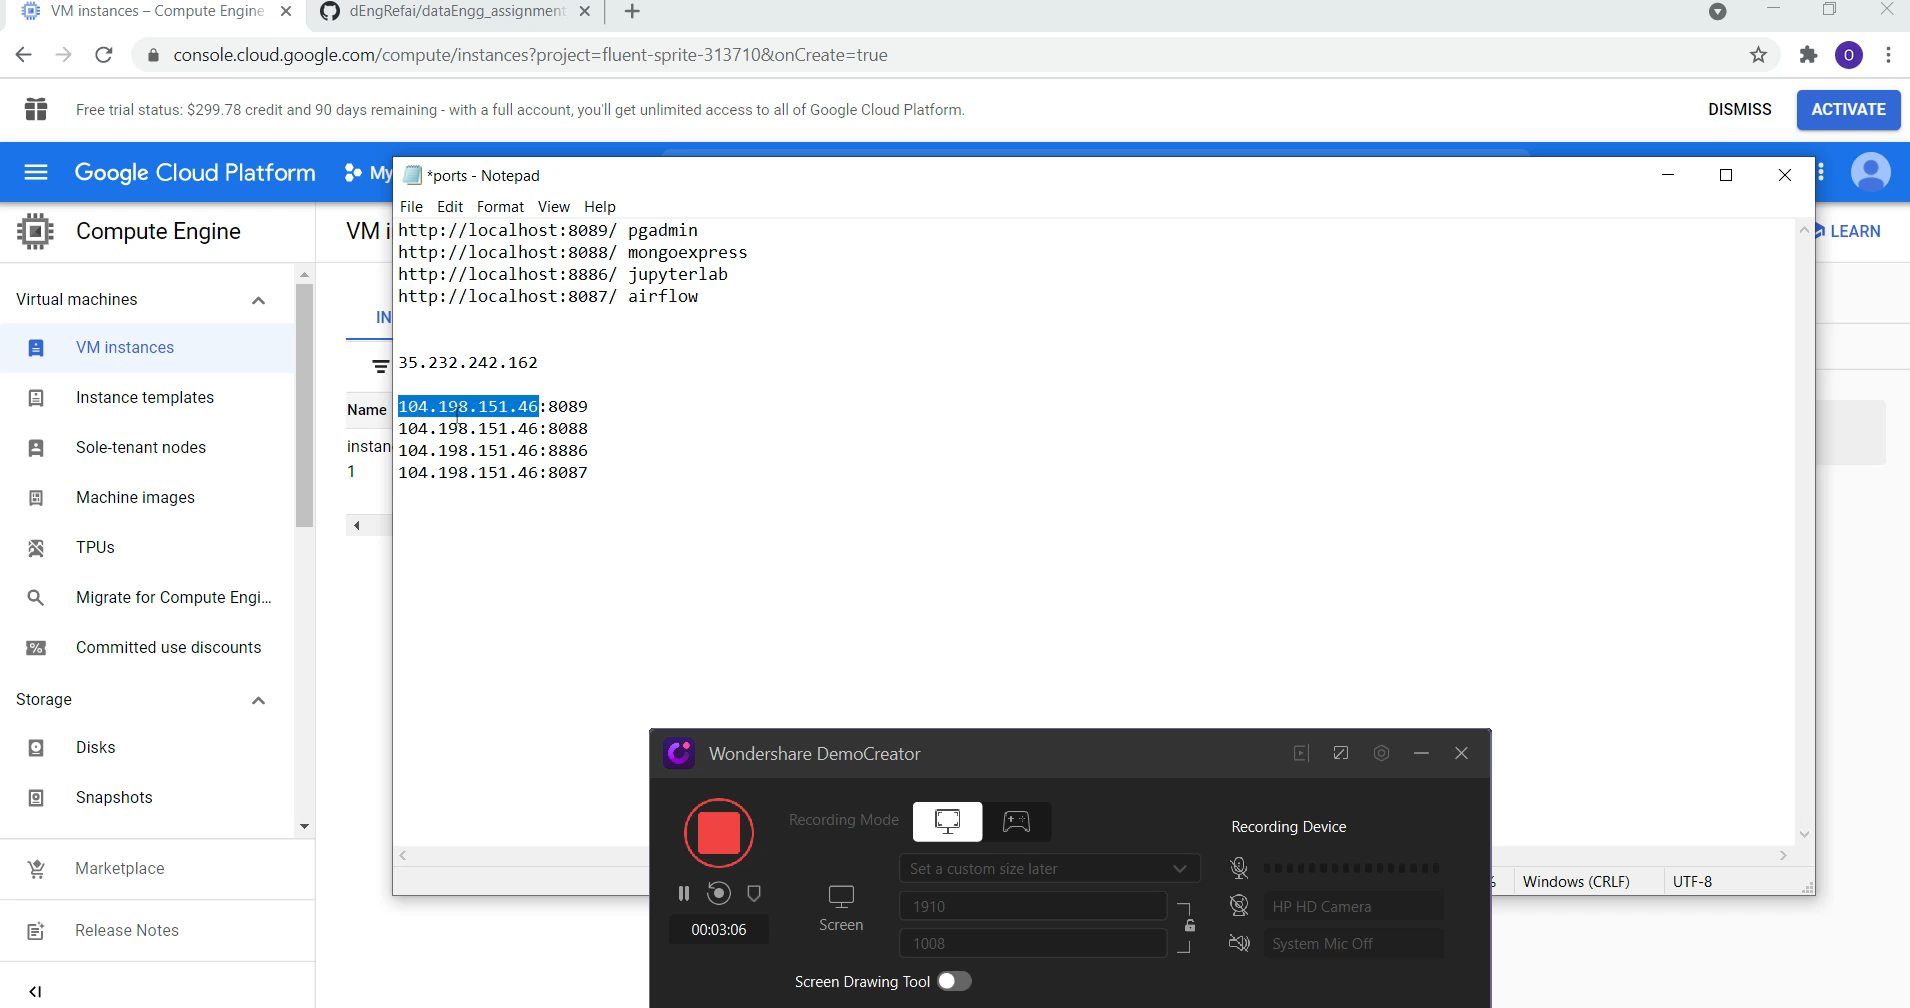 VM instances – Compute Engine
dEngRefai/dataEngg_assignment
console.cloud.google.com/compute/instances?project=fluent-sprite-313710&onCreate=true
O
Free trial status: $299.78 credit and 90 days remaining - with a full account, you'll get unlimited access to all of Google Cloud Platform.
DISMISS
ACTIVATE
Google Cloud Platform
My
*ports - Notepad
File Edit Format View Help
Compute Engine
VM i
LEARN
http://localhost:8089/ pgadmin
http://localhost:8088/ mongoexpress
http://localhost:8886/ jupyterlab
http://localhost:8087/ airflow
35.232.242.162
104.198.151.46:8089
104.198.151.46:8088
104.198.151.46:8886
104.198.151.46:8087
Windows (CRLF)
UTF-8
Virtual machines
VM instances
Instance templates
Sole-tenant nodes
Machine images
TPUs
Migrate for Compute Engi...
Committed use discounts
Storage
Disks
Snapshots
Marketplace
Release Notes
IN
Name
instan
1
Wondershare DemoCreator
Recording Mode
Set a custom size later
1910
1008
Screen
00:03:06
Screen Drawing Tool
Recording Device
HP HD Camera
System Mic Off